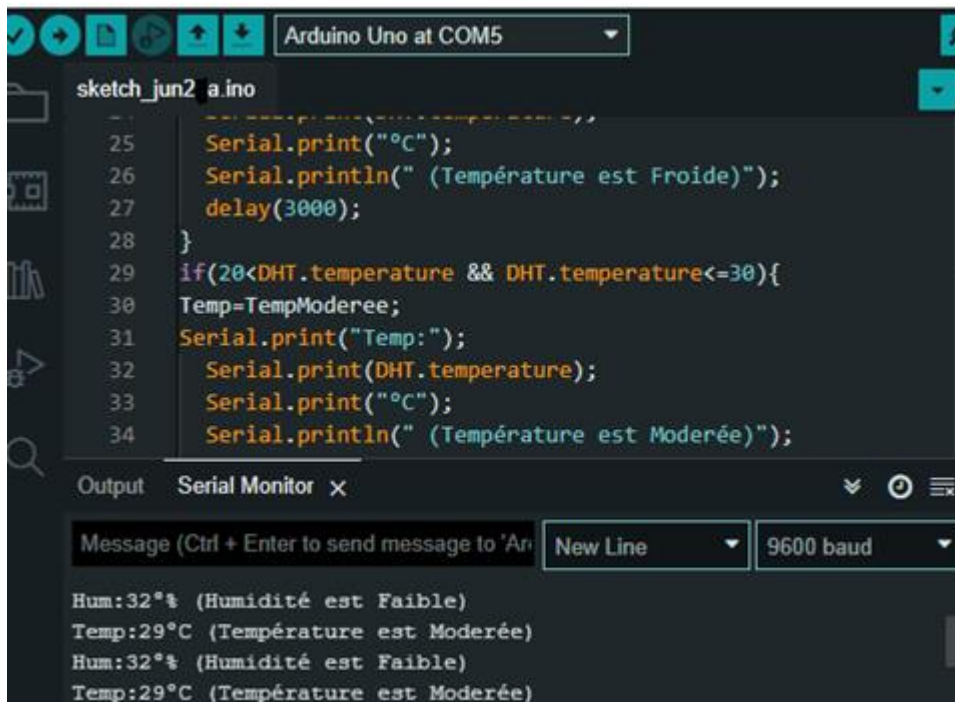 Arduino Uno at COM5
sketch_jun2 a.ino
25 Serial.print("°C");
26 Serial.println(" (Température est Froide)");
27 delay(3000);
28 }
29 if(20<DHT.temperature && DHT.temperature<=30){
30 Temp=TempModeree;
31 Serial.print("Temp:");
32 Serial.print(DHT.temperature);
33 Serial.print("°C");
34 Serial.println(" (Température est Moderée)");
Output Serial Monitor
Message (Ctrl + Enter to send message to 'Ar New Line 9600 baud
Hum:32°% (Humidité est Faible)
Temp:29°C (Température est Moderée)
Hum:32°% (Humidité est Faible)
Temp:29°C (Température est Moderée)